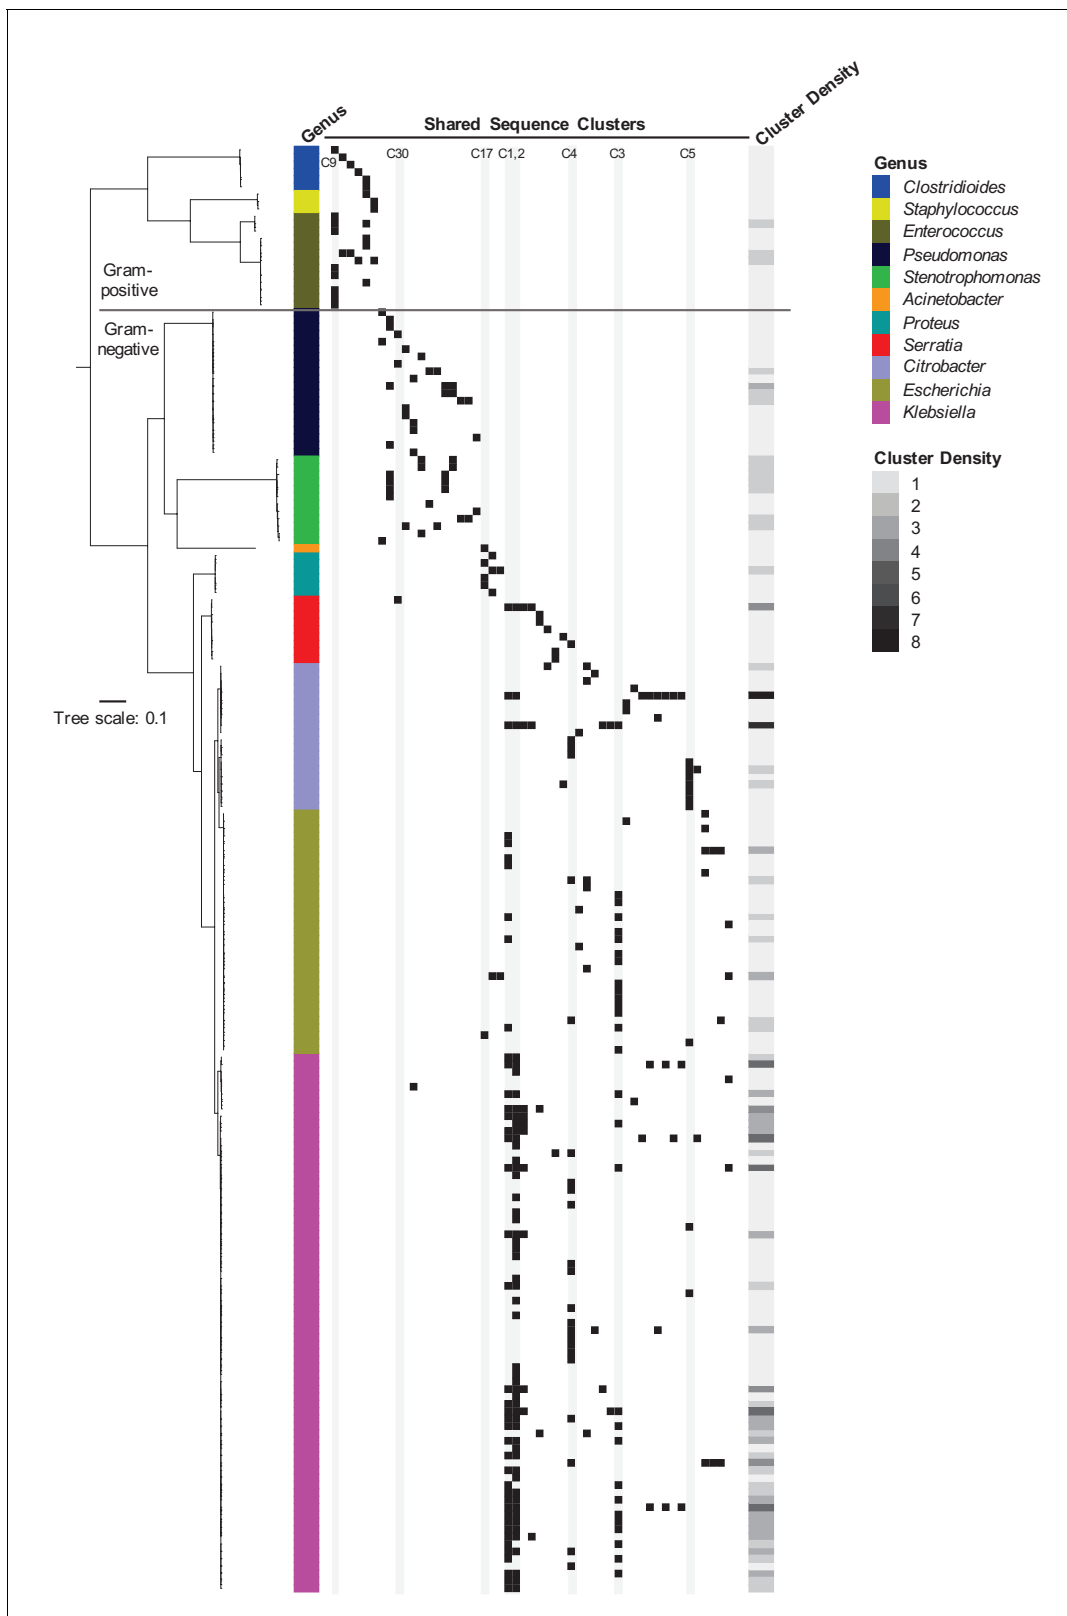 Genus
Shared Sequence Clusters
Cluster Density
C9
C30
C17
C1,2
C4
C3
C5
Gram-
positive
Gram-
negative
Tree scale: 0.1
Genus
Clostridioides
Staphylococcus
Enterococcus
Pseudomonas
Stenotrophomonas
Acinetobacter
Proteus
Serratia
Citrobacter
Escherichia
Klebsiella
Cluster Density
1
2
3
4
5
6
7
8